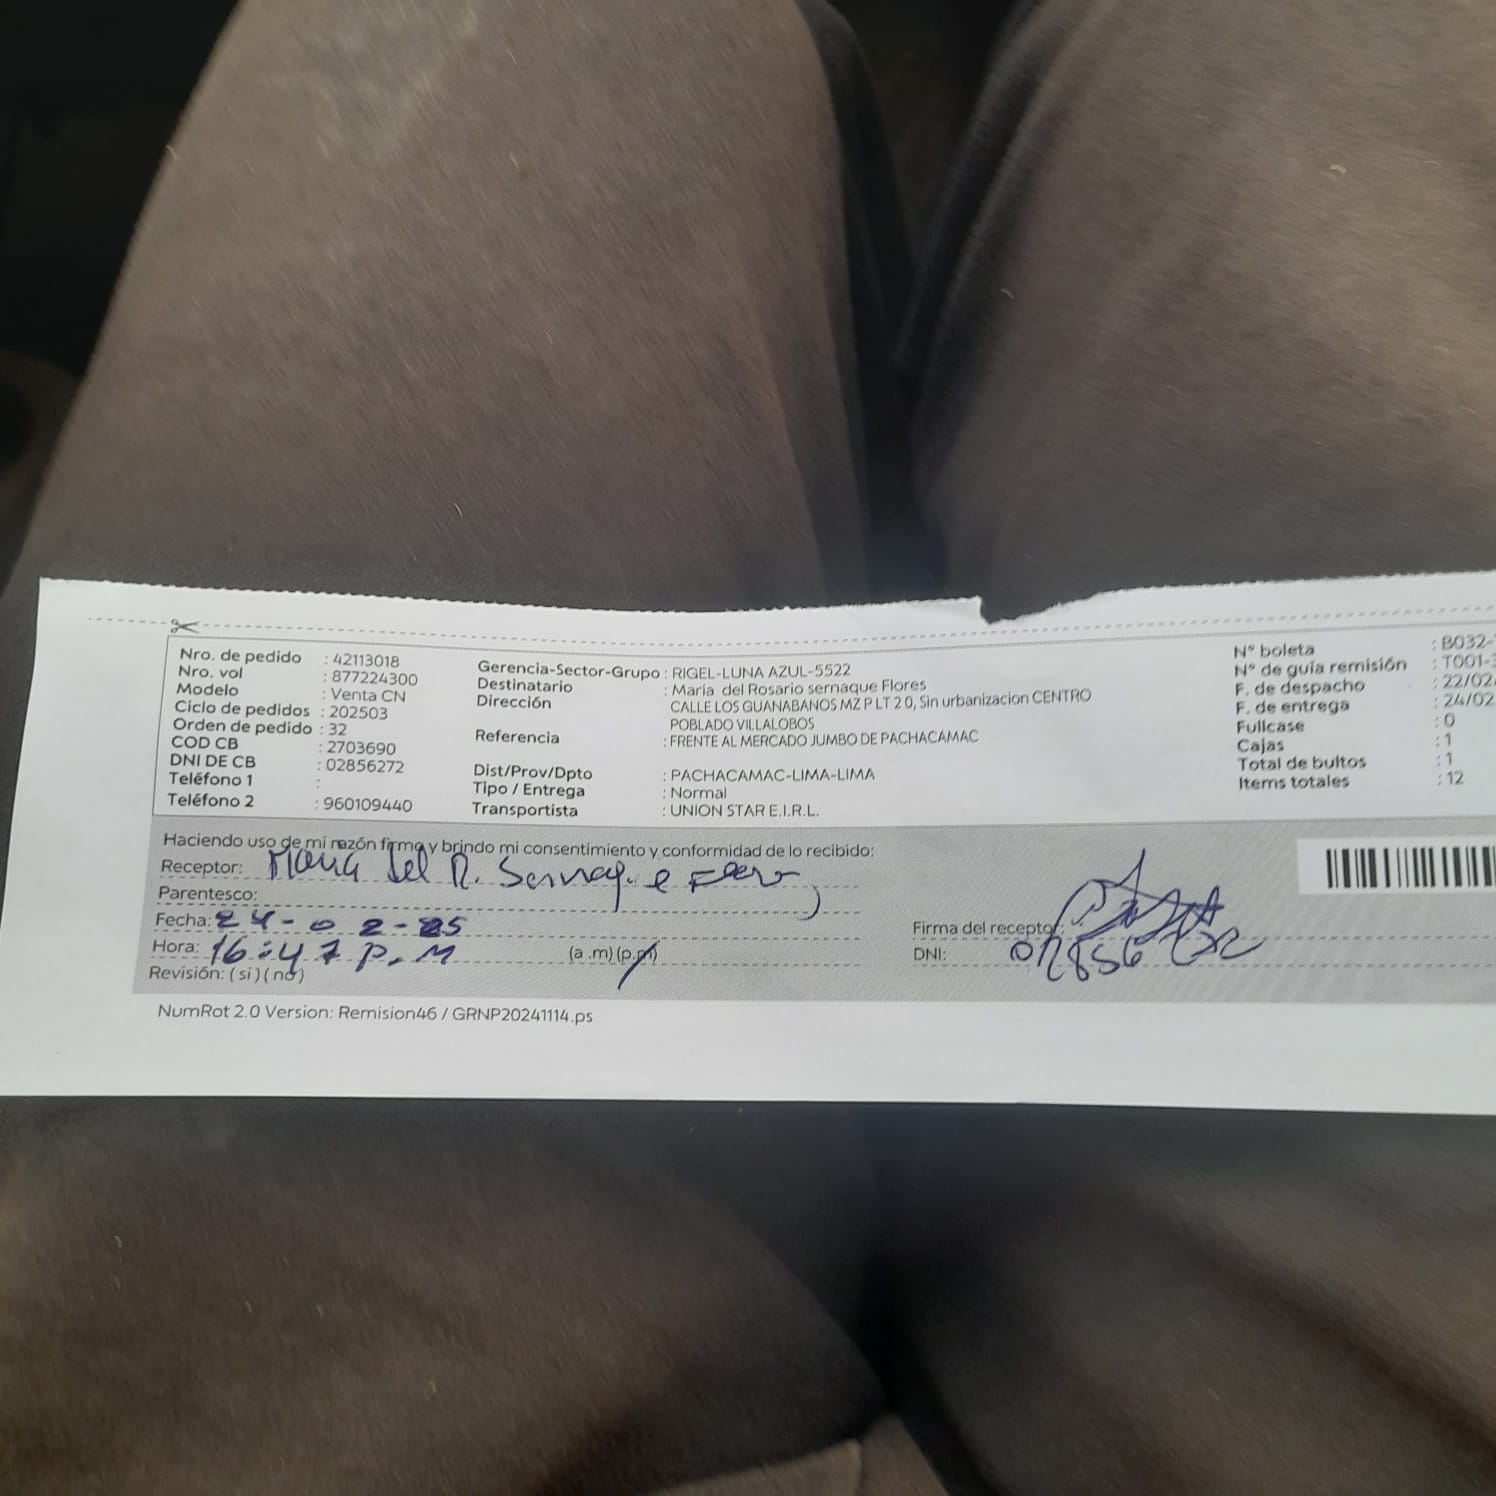 Nro. de pedido : 42113018
Nro. vol : 877224300
Modelo : Venta CN
Ciclo de pedidos : 202503
Orden de pedido : 32
COD CB : 2703690
DNI DE CB : 02856272
Teléfono 1 :
Teléfono 2 : 960109440
Gerencia-Sector-Grupo : RIGEL-LUNA AZUL-5522
Destinatario : Maria del Rosario sernaque Flores
Dirección CALLE LOS GUANABANOS MZ P LT 20, Sin urbanizacion CENTRO
POBLADO VILLALOBOS
Referencia : FRENTE AL MERCADO JUMBO DE PACHACAMAC
Dist/Prov/Dpto : PACHACAMAC-LIMA-LIMA
Tipo / Entrega : Normal
Transportista : UNION STAR E.I.R.L.
N° boleta : B032-
N° de guía remisión : T001-
F. de despacho : 22/02
F. de entrega : 24/02
Fullcase : 0
Cajas : 1
Total de bultos : 1
Items totales : 12
Haciendo uso de mi razón firmo y brindo mi consentimiento y conformidad de lo recibido:
Receptor: Maria del R. Sernaque
Parentesco:
Fecha: 24-02-25
Hora: 16:47 P.M (a.m)(p.m)
Revisión: (si)(no)
Firma del receptor:
DNI:
NumRot 2.0 Version: Remision46 / GRNP20241114.ps